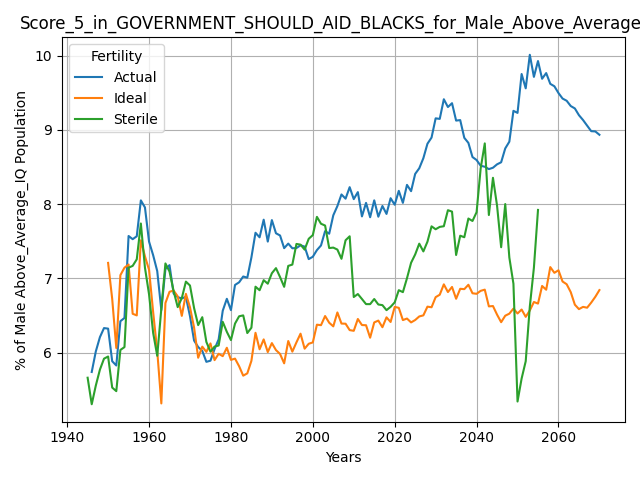 Score_5_in_GOVERNMENT_SHOULD_AID_BLACKS_for_Male_Above_Average
Fertility
Actual
Ideal
Sterile
% of Male Above_Average_IQ Population
10
9
8
7
6
1940 1960 1980 2000 2020 2040 2060
Years